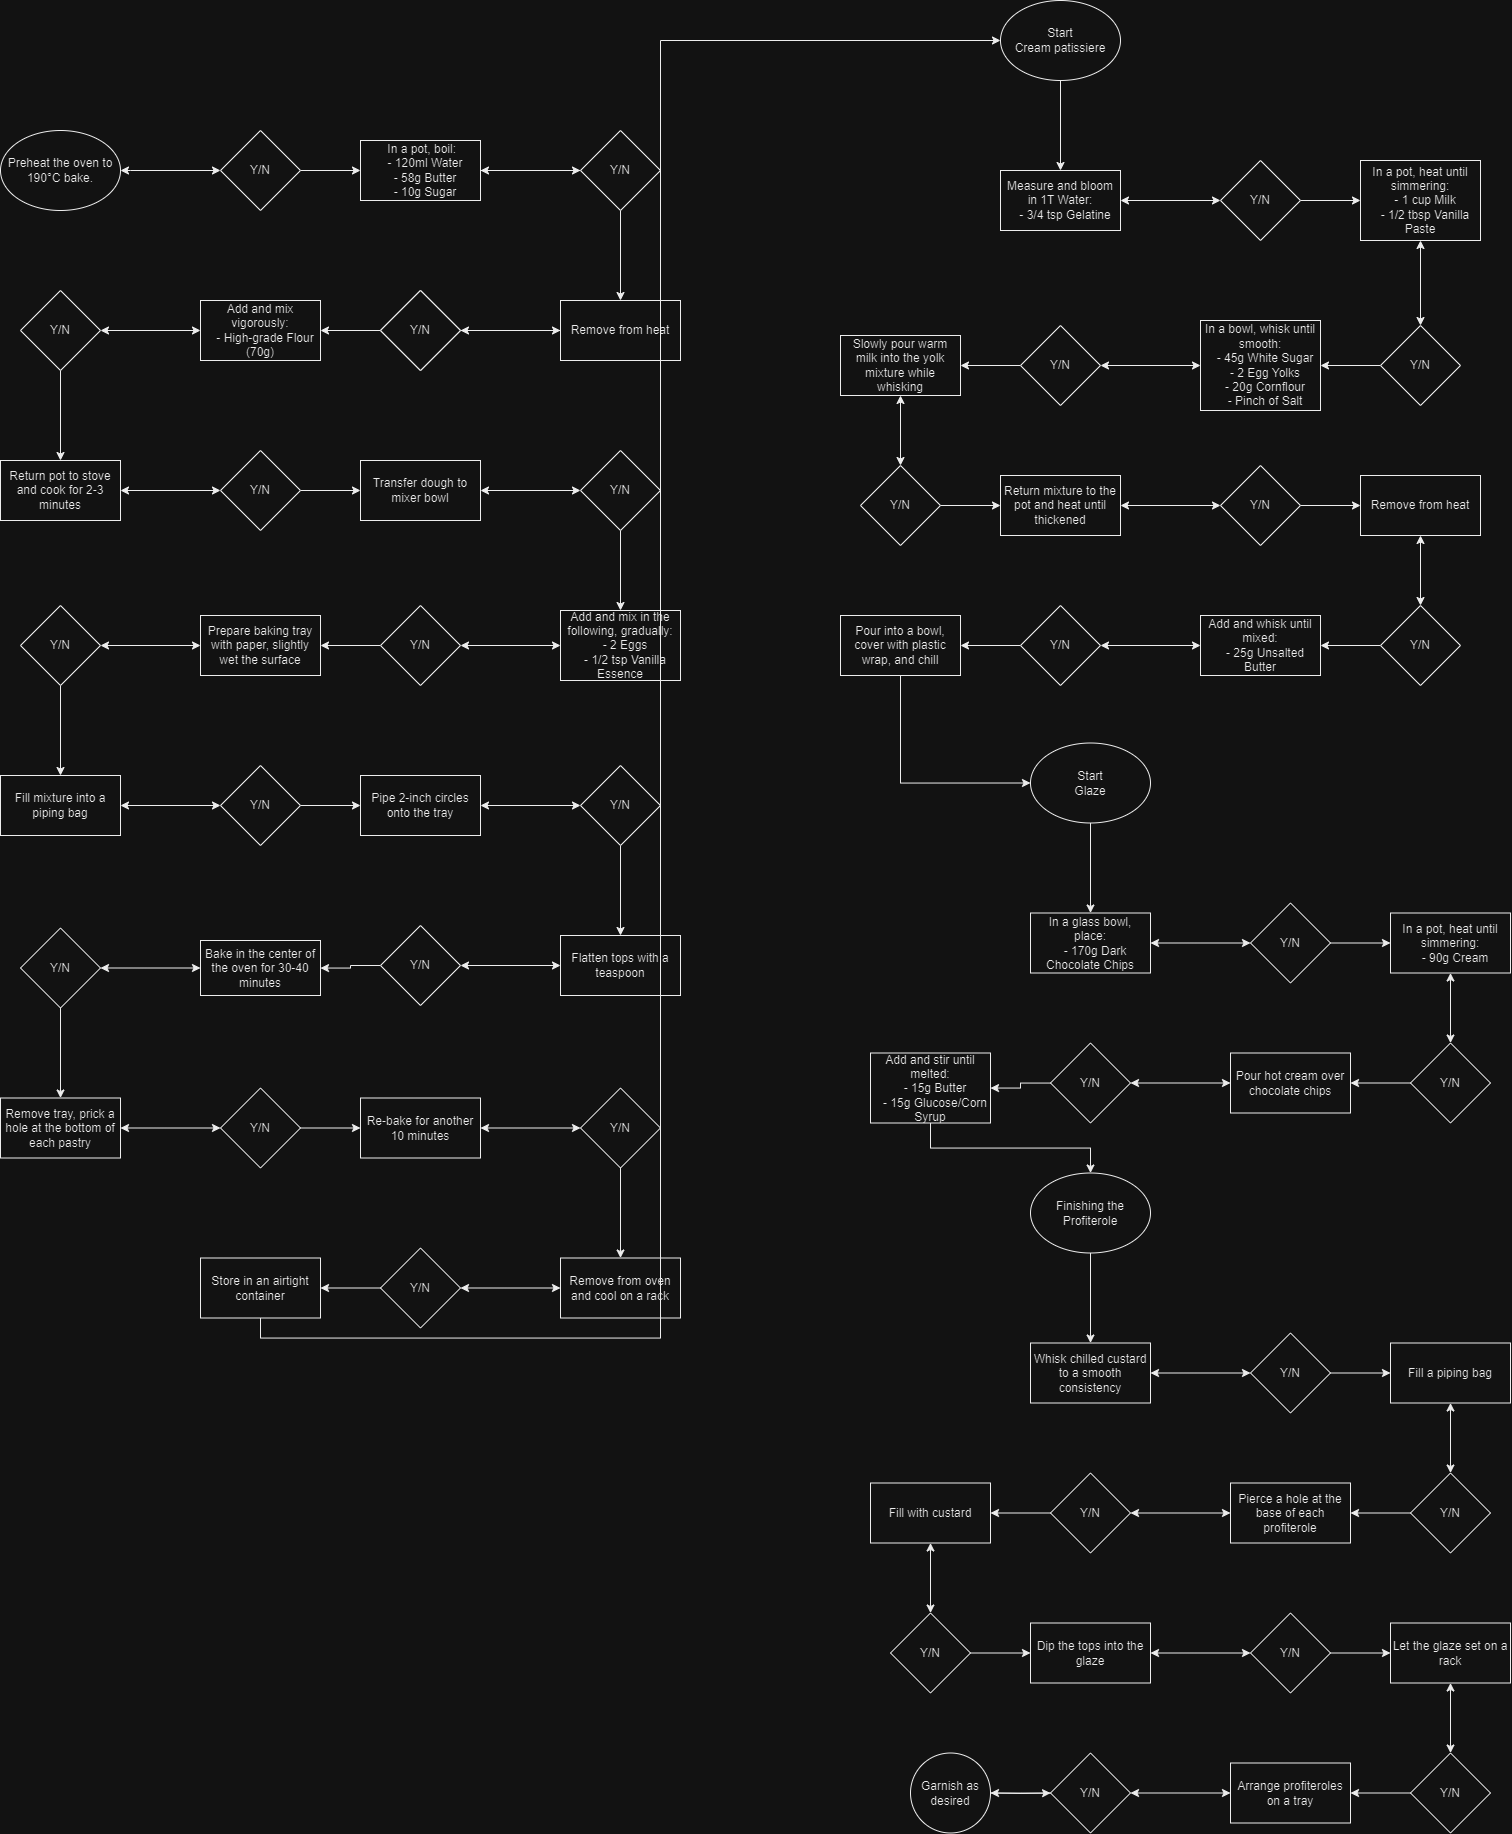 Preheat the oven to
190°C bake.
Y/N
In a pot, boil:
- 120ml Water
- 58g Butter
- 10g Sugar
Y/N
Remove from heat
Y/N
Add and mix
vigorously:
- High-grade Flour
(70g)
Y/N
Return pot to stove
and cook for 2-3
minutes
Y/N
Transfer dough to
mixer bowl
Y/N
Add and mix in the
following, gradually:
- 2 Eggs
- 1/2 tsp Vanilla
Essence
Y/N
Prepare baking tray
with paper, slightly
wet the surface
Y/N
Fill mixture into a
piping bag
Y/N
Pipe 2-inch circles
onto the tray
Y/N
Flatten tops with a
teaspoon
Y/N
Bake in the center of
the oven for 30-40
minutes
Y/N
Remove tray, prick a
hole at the bottom of
each pastry
Y/N
Re-bake for another
10 minutes
Y/N
Remove from oven
and cool on a rack
Y/N
Store in an airtight
container
Start
Cream patissiere
Measure and bloom
in 1T Water:
- 3/4 tsp Gelatine
Y/N
In a pot, heat until
simmering:
- 1 cup Milk
- 1/2 tbsp Vanilla
Paste
Y/N
In a bowl, whisk until
smooth:
- 45g White Sugar
- 2 Egg Yolks
- 20g Cornflour
- Pinch of Salt
Y/N
Slowly pour warm
milk into the yolk
mixture while
whisking
Y/N
Return mixture to the
pot and heat until
thickened
Y/N
Remove from heat
Y/N
Add and whisk until
mixed:
- 25g Unsalted
Butter
Y/N
Pour into a bowl,
cover with plastic
wrap, and chill
Start
Glaze
In a glass bowl,
place:
- 170g Dark
Chocolate Chips
Y/N
In a pot, heat until
simmering:
- 90g Cream
Y/N
Pour hot cream over
chocolate chips
Y/N
Add and stir until
melted:
- 15g Butter
- 15g Glucose/Corn
Syrup
Finishing the
Profiterole
Whisk chilled custard
to a smooth
consistency
Y/N
Fill a piping bag
Y/N
Pierce a hole at the
base of each
profiterole
Y/N
Fill with custard
Y/N
Dip the tops into the
glaze
Y/N
Let the glaze set on a
rack
Y/N
Arrange profiteroles
on a tray
Y/N
Garnish as
desired